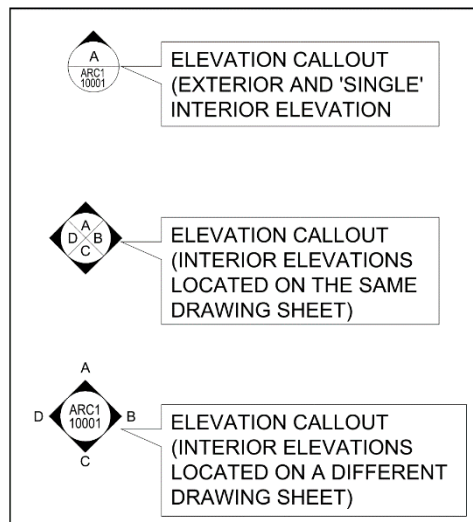 A
ARC1
10001
ELEVATION CALLOUT
(EXTERIOR AND 'SINGLE'
INTERIOR ELEVATION
A
D B
C
ELEVATION CALLOUT
(INTERIOR ELEVATIONS
LOCATED ON THE SAME
DRAWING SHEET)
A
D ARC1 B
10001
C
ELEVATION CALLOUT
(INTERIOR ELEVATIONS
LOCATED ON A DIFFERENT
DRAWING SHEET)